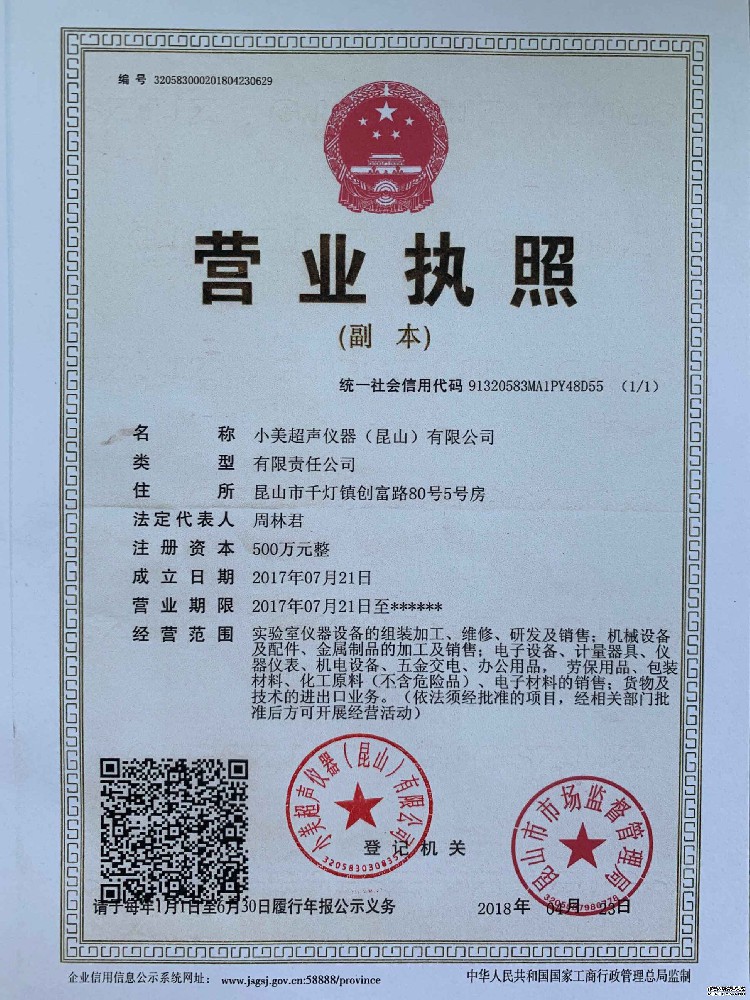 编 号 320583000201804230629
营业执照
(副 本)
统一社会信用代码 91320583MA1PY48D55 （1/1）
名 称 小美超声仪器（昆山）有限公司
类 型 有限责任公司
住 所 昆山市千灯镇创富路80号5号房
法定代表人 周林君
注 册 资 本 500万元整
成 立 日 期 2017年07月21日
营 业 期 限 2017年07月21日至******
经 营 范 围 实验室仪器设备的组装加工、维修、研发及销售；机械设备
及配件、金属制品的加工及销售；电子设备、计量器具、仪
器仪表、机电设备、五金交电、办公用品， 劳保用品、包装
材料、化工原料（不含危险品）、电子材料的销售；货物及
技术的进出口业务。（依法须经批准的项目，经相关部门批
准后方可开展经营活动）
小美超声仪器（昆山）有限公司
昆山市市场监督管理局
登 记 机 关
请于每年1月1日至6月30日履行年报公示义务
2018年 04月 23日
企业信用信息公示系统网址： www.jsgsj.gov.cn:58888/province
中华人民共和国国家工商行政管理总局监制